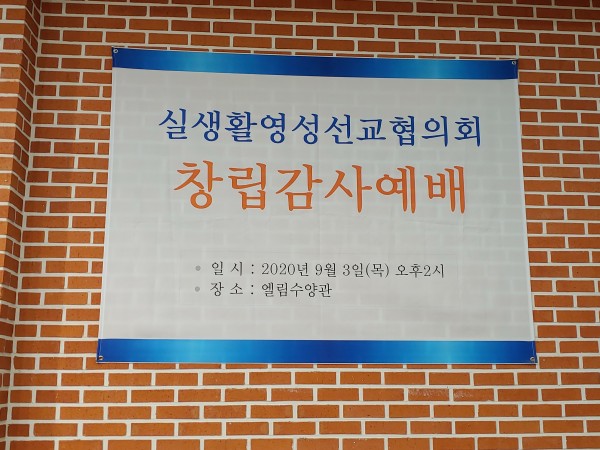 실생활영성선교협의회
창립감사예배
• 일 시 : 2020년 9월 3일(목) 오후2시
• 장 소 : 엘림수양관